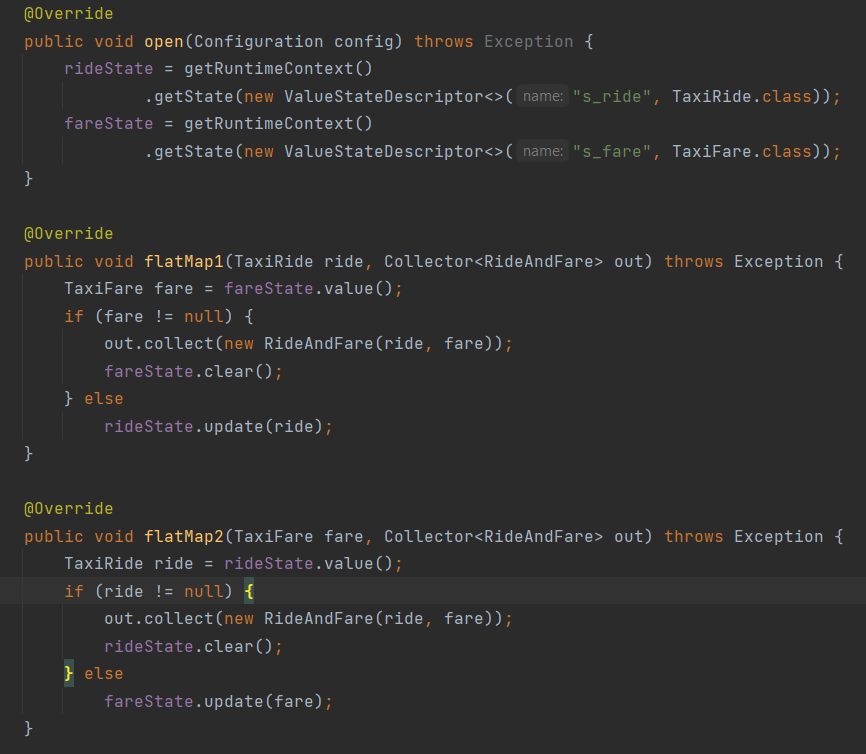 @Override
public void open(Configuration config) throws Exception {
    rideState = getRuntimeContext()
            .getState(new ValueStateDescriptor<>( name: "s_ride", TaxiRide.class));
    fareState = getRuntimeContext()
            .getState(new ValueStateDescriptor<>( name: "s_fare", TaxiFare.class));
}
@Override
public void flatMap1(TaxiRide ride, Collector<RideAndFare> out) throws Exception {
    TaxiFare fare = fareState.value();
    if (fare != null) {
        out.collect(new RideAndFare(ride, fare));
        fareState.clear();
    } else
        rideState.update(ride);
}
@Override
public void flatMap2(TaxiFare fare, Collector<RideAndFare> out) throws Exception {
    TaxiRide ride = rideState.value();
    if (ride != null) {
        out.collect(new RideAndFare(ride, fare));
        rideState.clear();
    } else
        fareState.update(fare);
}